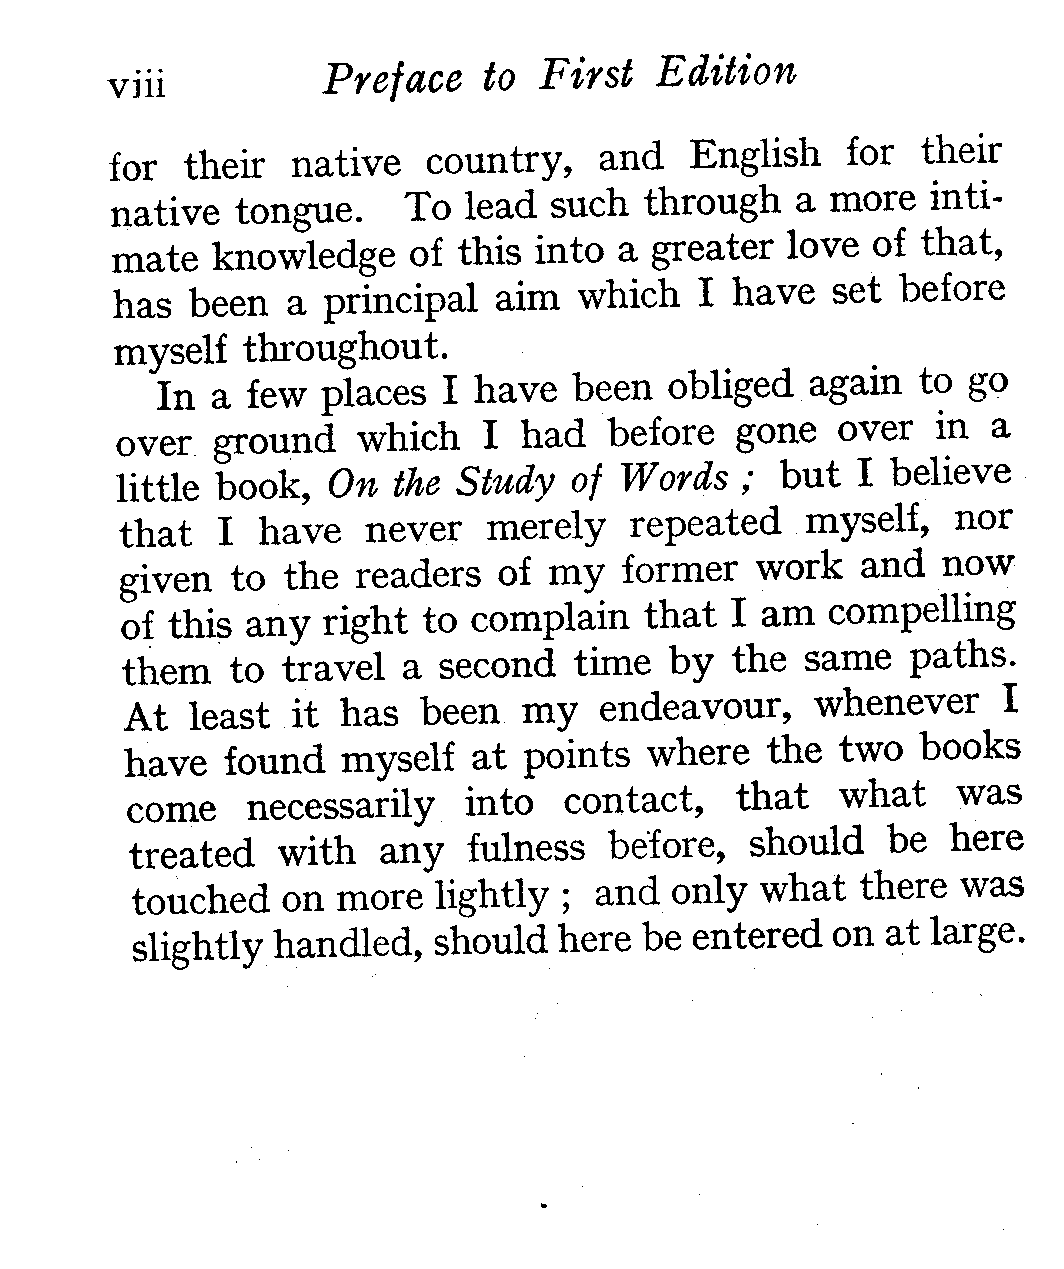 viii Preface to First Edition
for their native country, and English for their
native tongue. To lead such through a more inti-
mate knowledge of this into a greater love of that,
has been a principal aim which I have set before
myself throughout.
In a few places I have been obliged again to go
over ground which I had before gone over in a
little book, On the Study of Words ; but I believe
that I have never merely repeated myself, nor
given to the readers of my former work and now
of this any right to complain that I am compelling
them to travel a second time by the same paths.
At least it has been my endeavour, whenever I
have found myself at points where the two books
come necessarily into contact, that what was
treated with any fulness before, should be here
touched on more lightly ; and only what there was
slightly handled, should here be entered on at large.